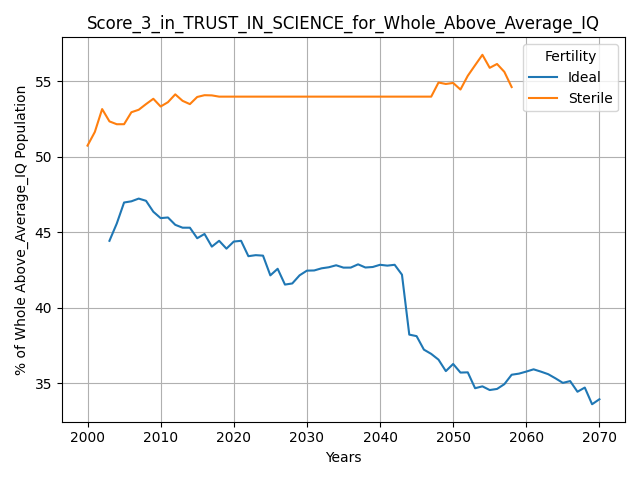 Score_3_in_TRUST_IN_SCIENCE_for_Whole_Above_Average_IQ
% of Whole Above_Average_IQ Population
55
50
45
40
35
Fertility
Ideal
Sterile
2000 2010 2020 2030 2040 2050 2060 2070
Years